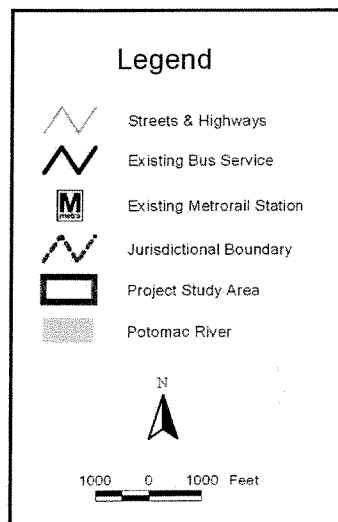 Legend
Streets & Highways
Existing Bus Service
M
metro
Existing Metrorail Station
Jurisdictional Boundary
Project Study Area
Potomac River
N
1000 0 1000 Feet